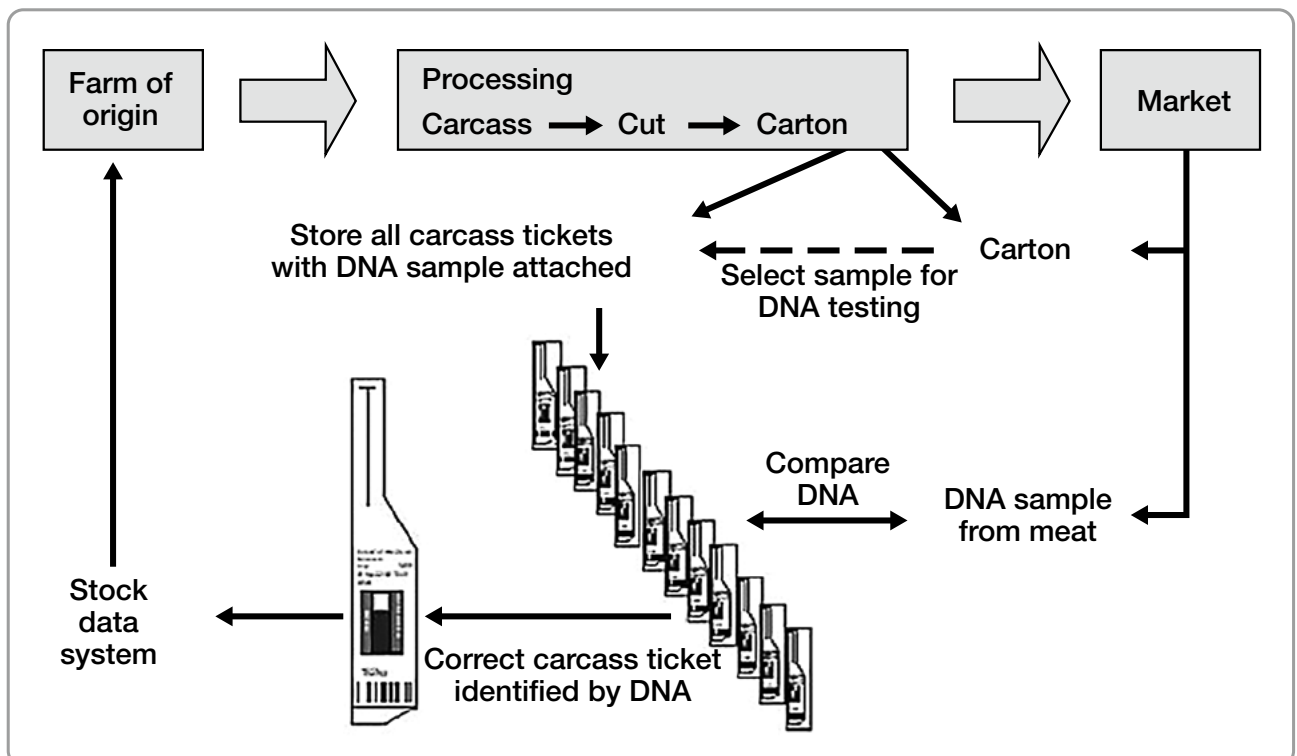 Farm of
origin
Processing
Carcass Cut Carton
Market
Store all carcass tickets
with DNA sample attached
Select sample for
DNA testing
Carton
Compare
DNA
DNA sample
from meat
Stock
data
system
Correct carcass ticket
identified by DNA